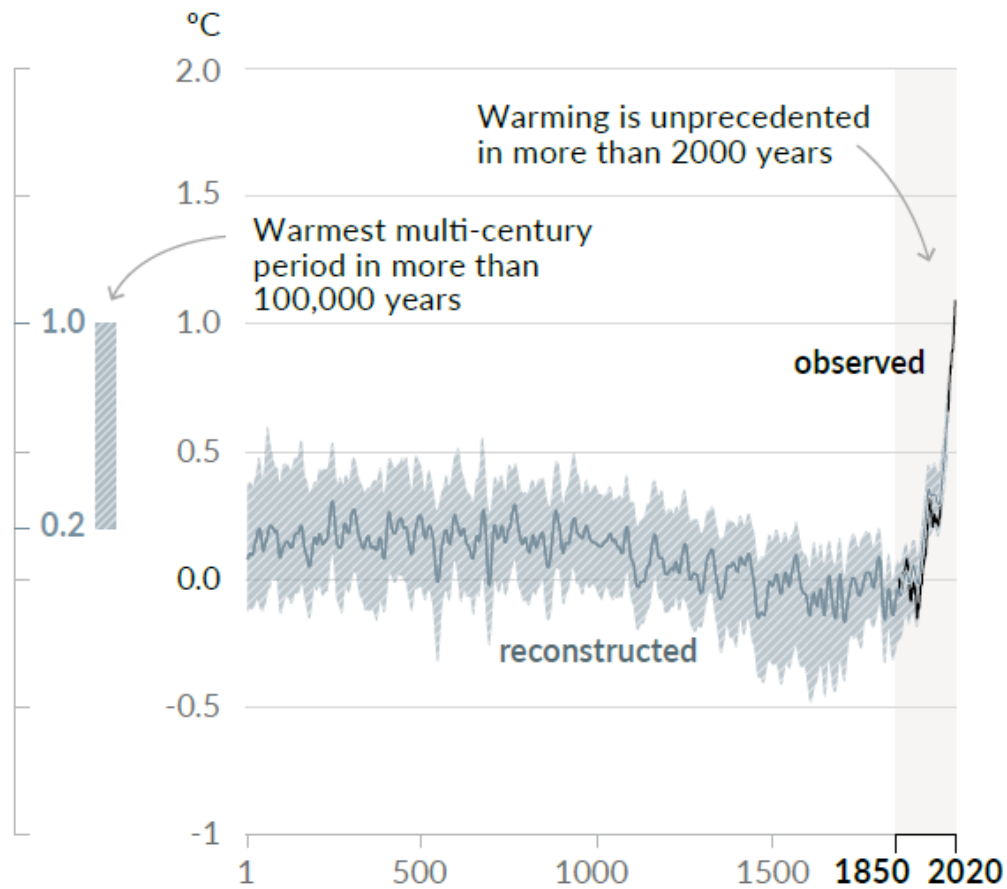 ºC
2.0
Warming is unprecedented
in more than 2000 years
1.5
Warmest multi-century
period in more than
100,000 years
1.0
1.0
observed
0.5
0.2
0.0
reconstructed
-0.5
-1
1
500
1000
1500
1850
2020